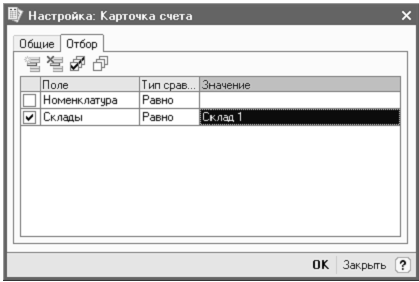 Настройка: Карточка счета
Общие Отбор
Поле Тип срав... Значение
Номенклатура Равно
Склады Равно Склад 1
OK Закрыть ?